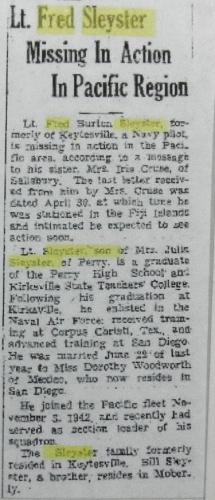 Lt. Fred Sleyster
Missing In Action
In Pacific Region
Lt. Fred Burton Sleyster, for-
merly of Keytesville, a Navy pilot,
is missing in action in the Paci-
fic area, according to a message
to his sister, Mrs. Iris Cruse, of
Salisbury. The last letter receiv-
ed from him by Mrs. Cruse was
dated April 30, at which time he
was stationed in the Fiji Islands
and intimated he expected to see
action soon.
Lt. Sleyster, son of Mrs. Julia
Sleyster, of Perry, is a graduate
of the Perry High School and
Kirksville State Teachers' College.
Following his graduation at
Kirksville, he enlisted in the
Naval Air Force; received train-
ing at Corpus Christi, Tex., and
advanced training at San Diego.
He was married June 22 of last
year to Miss Dorothy Woodworth
of Mexico, who now resides in
San Diego.
He joined the Pacific fleet No-
vember 3, 1942, and recently had
served as section leader of his
squadron.
The Sleyster family formerly
resided in Keytesville. Bill Sley-
ster, a brother, resides in Mober-
ly.